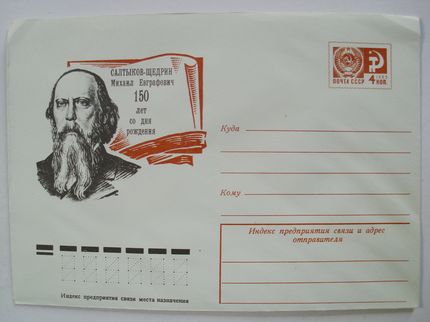 САЛТЫКОВ-ЩЕДРИН
Михаил Евграфович
150
лет
со дня
рождения
ПОЧТА СССР
4
КОП.
Куда
Кому
Индекс предприятия связи и адрес
отправителя
Индекс предприятия связи места назначения